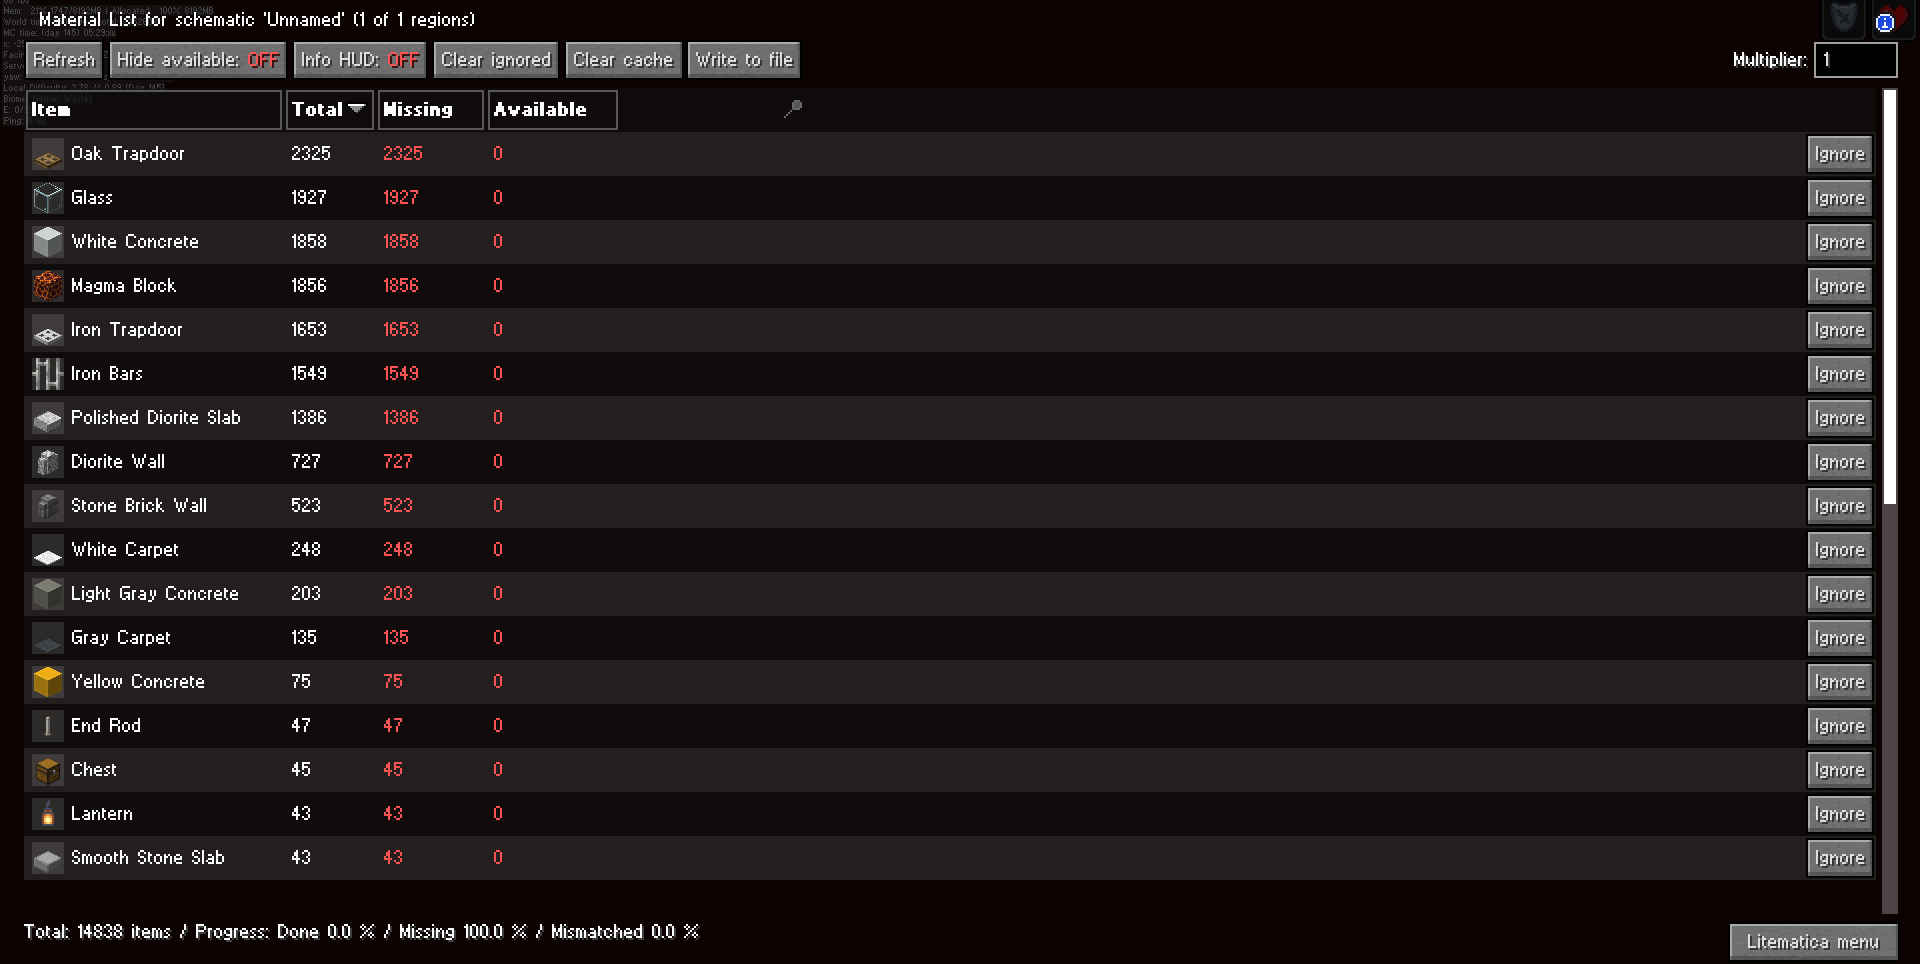 Material List for schematic 'Unnamed' (1 of 1 regions)
Refresh Hide available: OFF Info HUD: OFF Clear ignored Clear cache Write to file Multiplier: 1
Item Total Missing Available
Oak Trapdoor 2325 2325 0 Ignore
Glass 1927 1927 0 Ignore
White Concrete 1858 1858 0 Ignore
Magma Block 1856 1856 0 Ignore
Iron Trapdoor 1653 1653 0 Ignore
Iron Bars 1549 1549 0 Ignore
Polished Diorite Slab 1386 1386 0 Ignore
Diorite Wall 727 727 0 Ignore
Stone Brick Wall 523 523 0 Ignore
White Carpet 248 248 0 Ignore
Light Gray Concrete 203 203 0 Ignore
Gray Carpet 135 135 0 Ignore
Yellow Concrete 75 75 0 Ignore
End Rod 47 47 0 Ignore
Chest 45 45 0 Ignore
Lantern 43 43 0 Ignore
Smooth Stone Slab 43 43 0 Ignore
Total: 14838 items / Progress: Done 0.0 % / Missing 100.0 % / Mismatched 0.0 %
Litematica menu